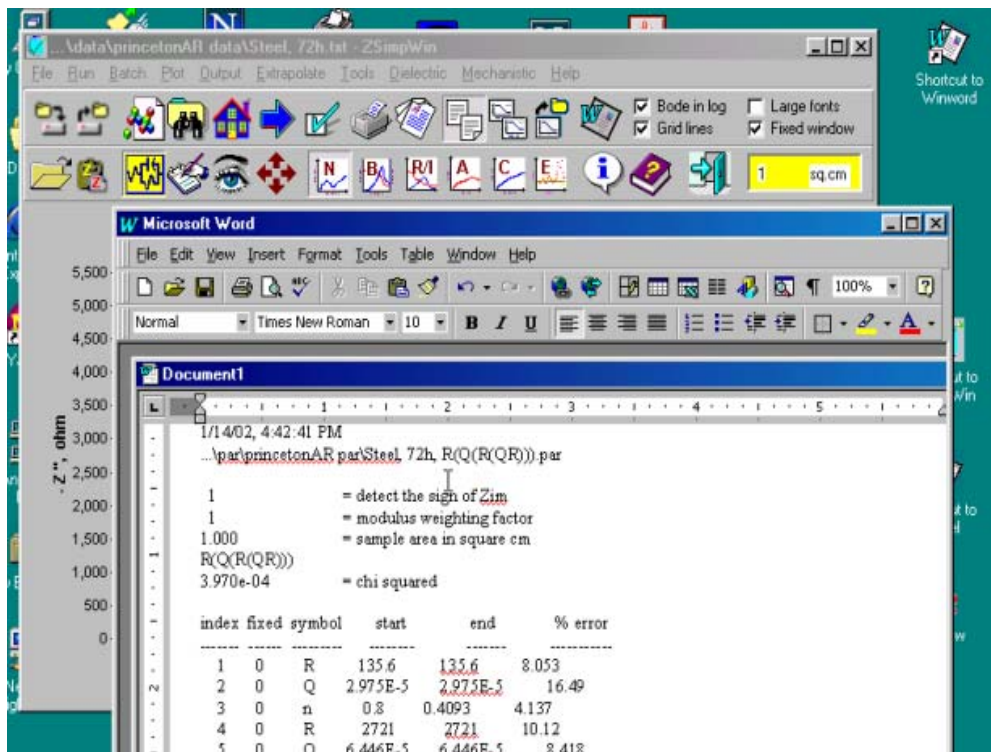 ...\data\princetonAR data\Steel, 72h.txt - ZSimpWin
File Run Batch Plot Output Extrapolate Tools Dielectric Mechanistic Help
Bode in log
Large fonts
Grid lines
Fixed window
N B R/I A C E
1 sq.cm
Shortcut to
Winword
Microsoft Word
File Edit View Insert Format Tools Table Window Help
100%
Normal Times New Roman 10 B I U
Document1
1 2 3 4 5
1/14/02, 4:42:41 PM
...\par\princetonAR par\Steel, 72h, R(Q(R(QR))).par
1 = detect the sign of Zim
1 = modulus weighting factor
1.000 = sample area in square cm
R(Q(R(QR)))
3.970e-04 = chi squared
index fixed symbol start end % error
------- ------ --------- -------- ------- -----------
1 0 R 135.6 135.6 8.053
2 0 Q 2.975E-5 2.975E-5 16.49
3 0 n 0.8 0.4093 4.137
4 0 R 2721 2721 10.12
5 0 Q 6.446E-5 6.446E-5 8.418
- Z'', ohm
5,500
5,000
4,500
4,000
3,500
3,000
2,500
2,000
1,500
1,000
500
0